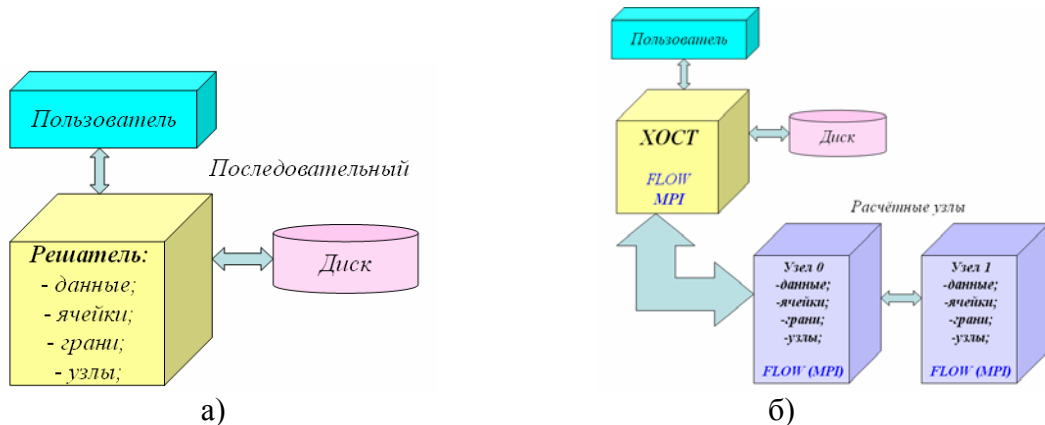 Пользователь
Последовательный
Решатель:
- данные;
- ячейки;
- грани;
- узлы;
Диск
а)
Пользователь
ХОСТ
FLOW
MPI
Диск
Расчётные узлы
Узел 0
-данные;
-ячейки;
-грани;
-узлы;
FLOW (MPI)
Узел 1
-данные;
-ячейки;
-грани;
-узлы;
FLOW (MPI)
б)